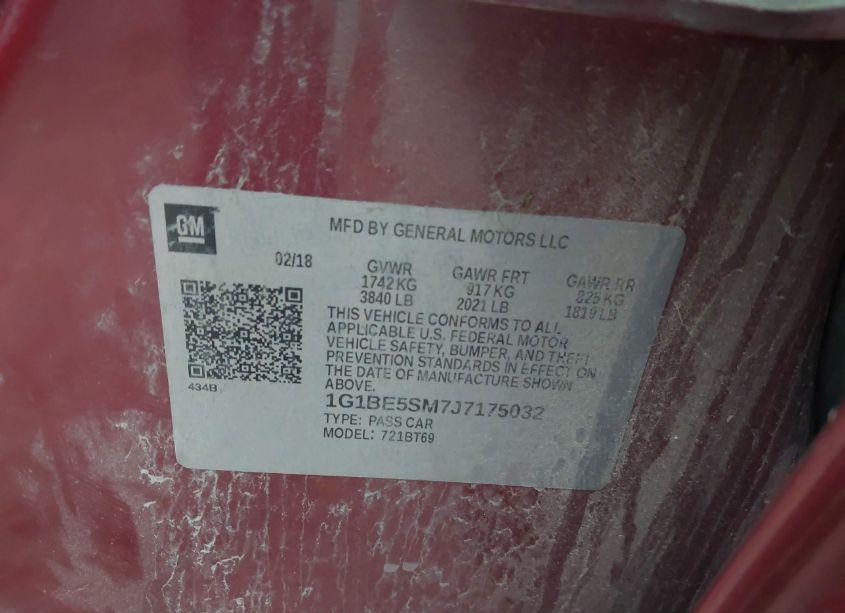 GM
MFD BY GENERAL MOTORS LLC
02/18 GVWR GAWR FRT GAWR RR
1742 KG 917 KG 825 KG
3840 LB 2021 LB 1819 LB
THIS VEHICLE CONFORMS TO ALL
APPLICABLE U.S. FEDERAL MOTOR
VEHICLE SAFETY, BUMPER, AND THEFT
PREVENTION STANDARDS IN EFFECT ON
THE DATE OF MANUFACTURE SHOWN
ABOVE.
434B
1G1BE5SM7J7175032
TYPE: PASS CAR
MODEL: 721BT69